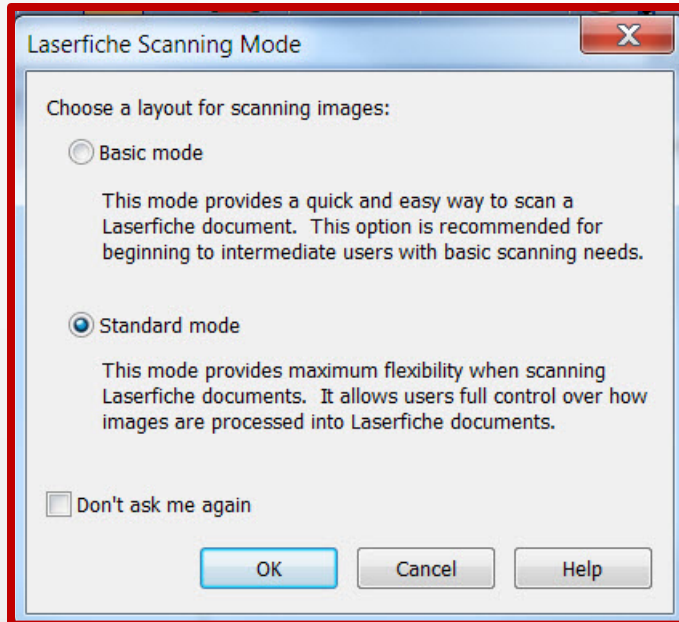 Laserfiche Scanning Mode
X
Choose a layout for scanning images:
Basic mode
This mode provides a quick and easy way to scan a
Laserfiche document.  This option is recommended for
beginning to intermediate users with basic scanning needs.
Standard mode
This mode provides maximum flexibility when scanning
Laserfiche documents.  It allows users full control over how
images are processed into Laserfiche documents.
Don't ask me again
OK Cancel Help